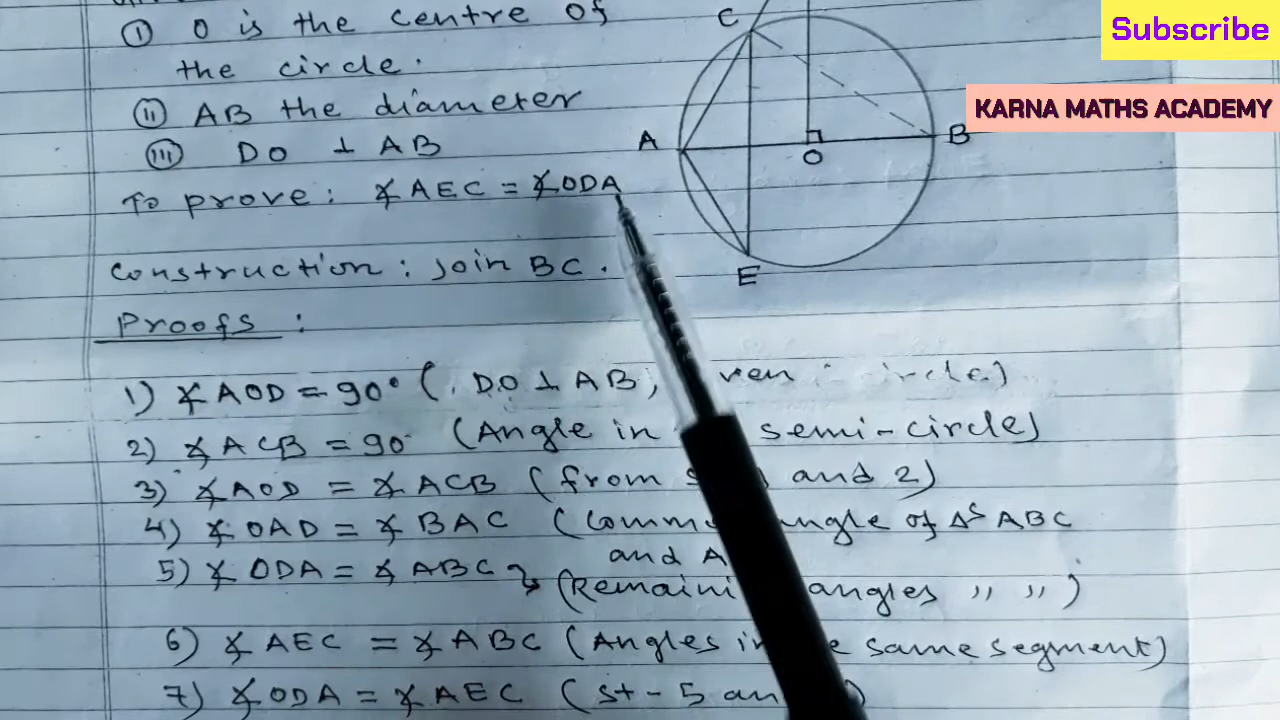 Subscribe
KARNA MATHS ACADEMY
(i) O is the centre of
the circle.
(ii) AB the diameter
(iii) DO ⊥ AB
To prove: ∡AEC = ∡ODA
Construction: Join BC.
Proofs:
C
A
B
O
E
1) ∡AOD = 90° (. DO ⊥ AB,
2) ∡ACB = 90° (Angle in semi-circle)
3) ∡AOD = ∡ACB (from and 2)
4) ∡OAD = ∡BAC ( angle of Δs ABC
and A
5) ∡ODA = ∡ABC ( angles ,, ,, )
6) ∡AEC = ∡ABC (Angles same segment)
7) ∡ODA = ∡AEC (st- 5